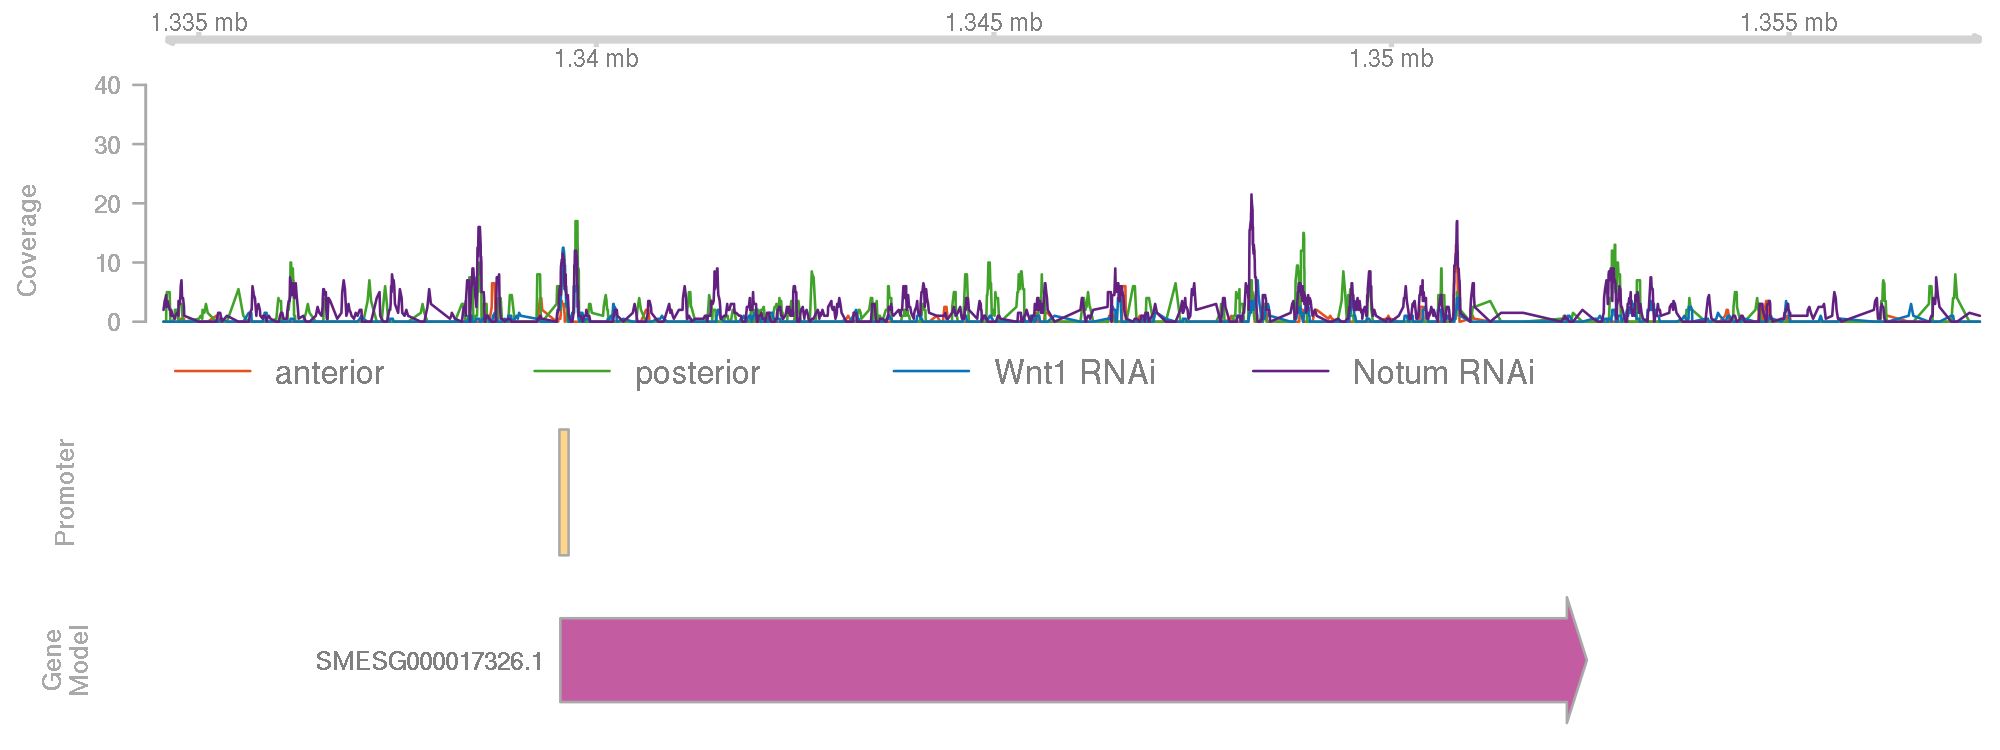 1.335 mb 1.345 mb 1.355 mb
1.34 mb 1.35 mb
40
30
20
10
0
Coverage
anterior posterior Wnt1 RNAi Notum RNAi
Promoter
Gene
Model
SMESG000017326.1